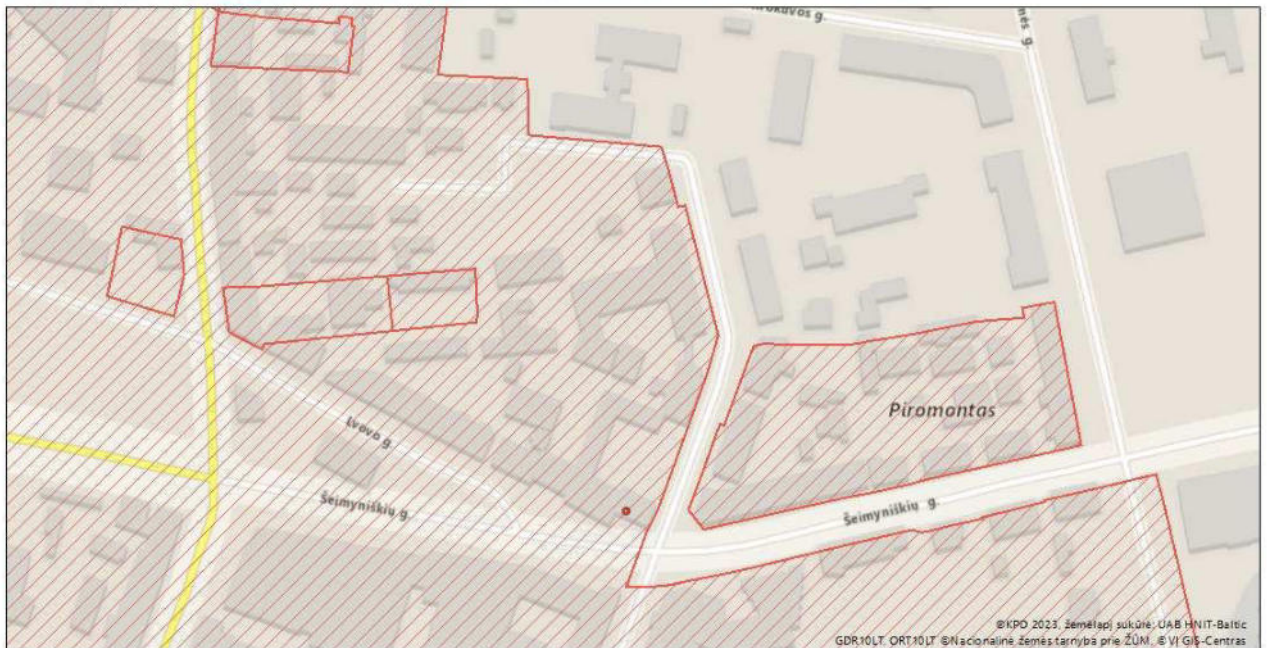 nės g.
Lvovo g.
Šeimyniškių g.
Piromontas
Šeimyniškių g.
©KPD 2023, žemėlapį sukūrė: UAB HNIT-Baltic
GDR10LT, ORT10LT ©Nacionalinė žemės tarnyba prie ŽŪM, ©VĮ GIS-Centras